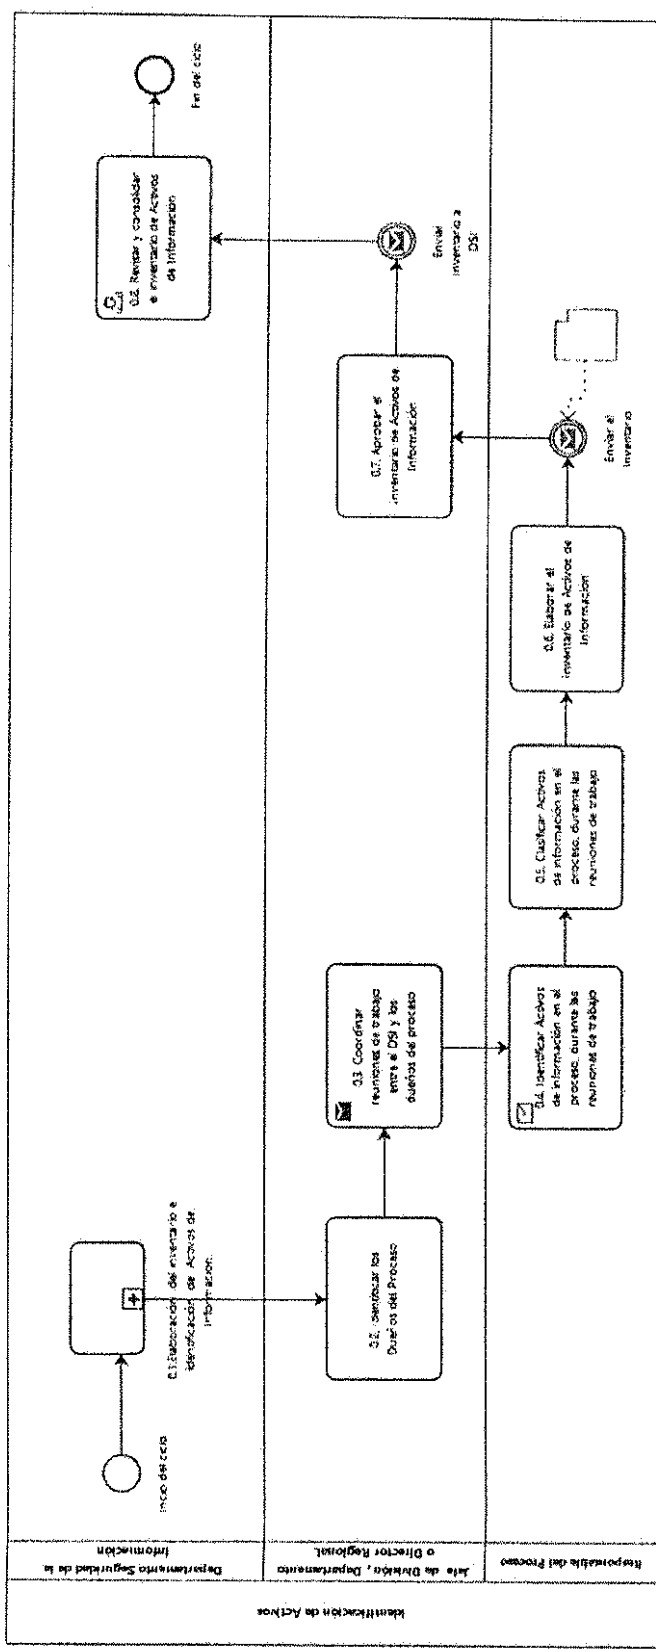 Identificación de Activos
Departamento Seguridad de la
Información
Jefe de División, Departamento
o Director Regional.
Responsable del Proceso
Inicio del ciclo
0.1.Elaboración del inventario e
identificación de Activos de
Información.
0.2. Identificar los
Dueños del Proceso
0.3. Coordinar
reuniones de trabajo
entre el DSI y los
dueños del proceso
0.4. Identificar Activos
de información en el
proceso, durante las
reuniones de trabajo
0.5. Clasificar Activos
de información en el
proceso, durante las
reuniones de trabajo
0.6. Elaborar el
inventario de Activos de
Información
Enviar el
inventario
0.7. Aprobar el
inventario de Activos de
Información
Enviar
inventario a
DSI
0.8. Revisar y consolidar
e inventario de Activos
de Información
Fin del ciclo